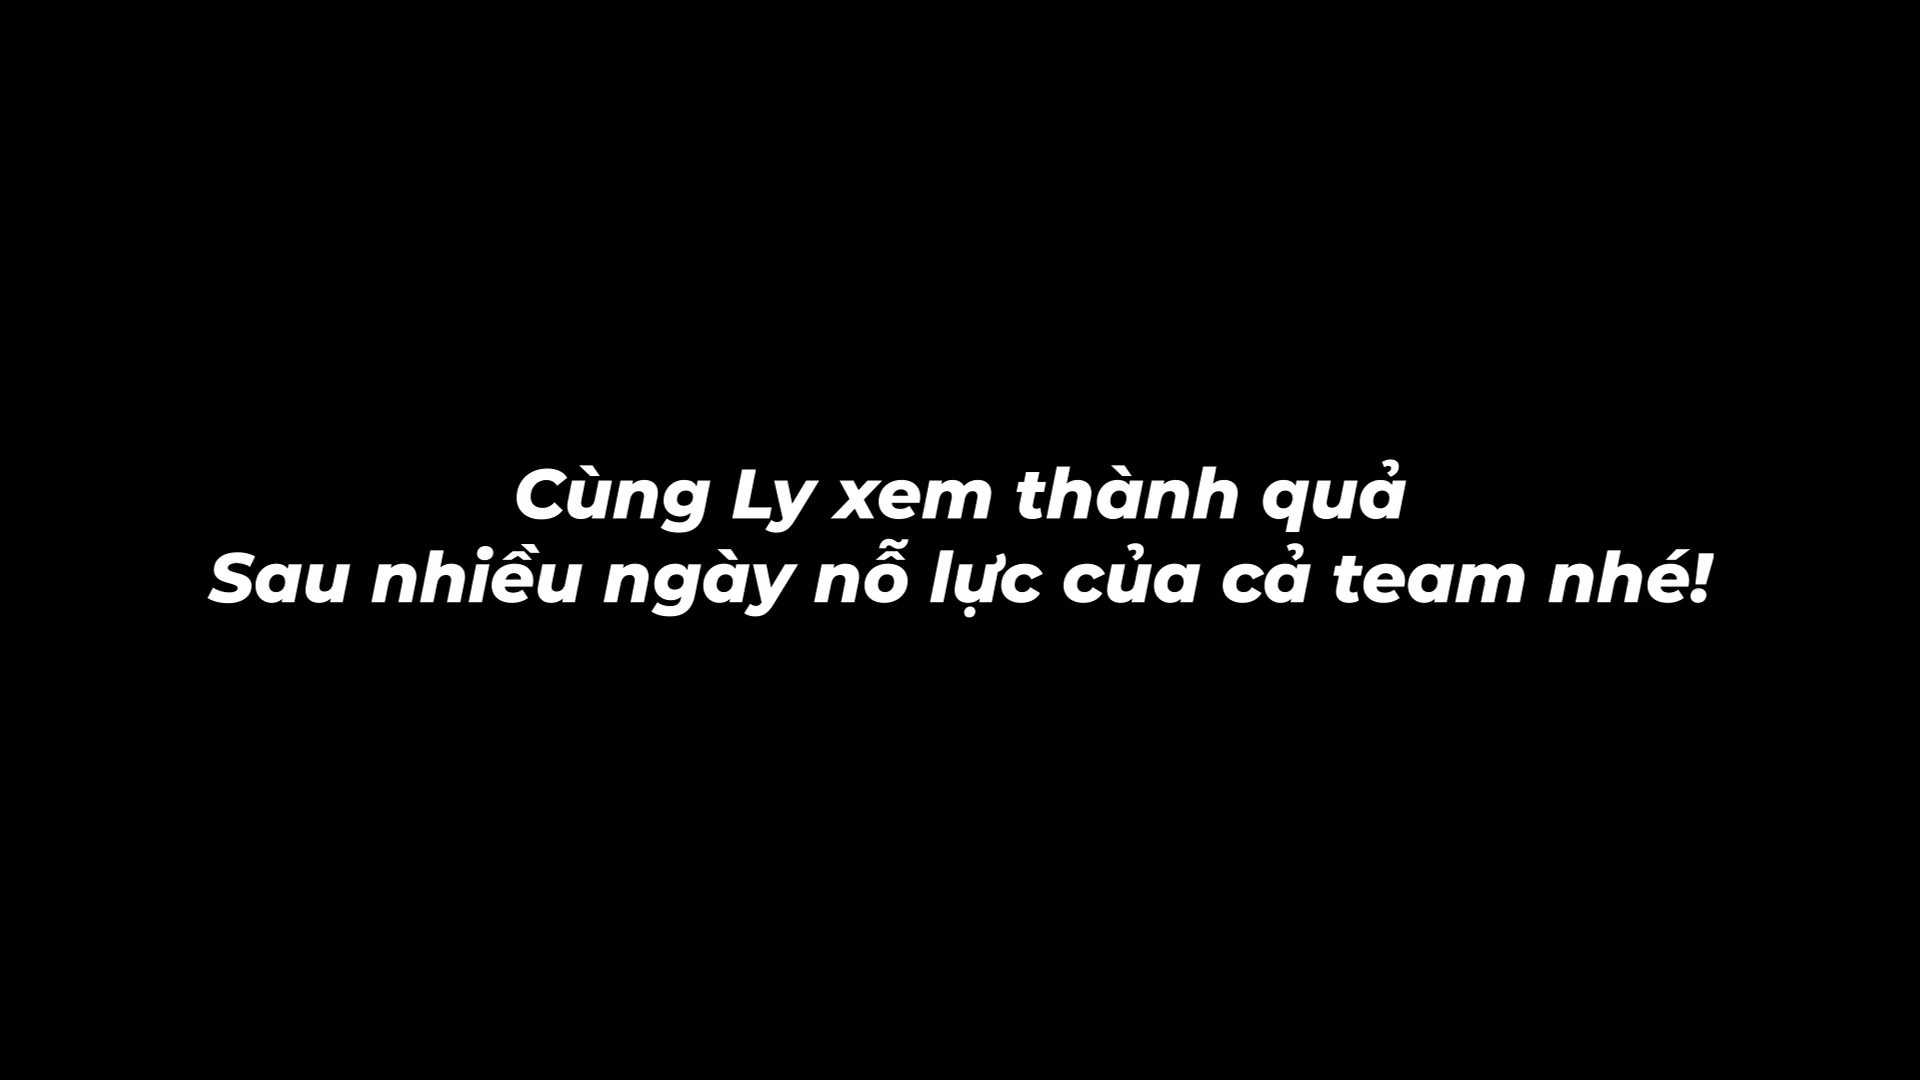 Cùng Ly xem thành quả
Sau nhiều ngày nỗ lực của cả team nhé!